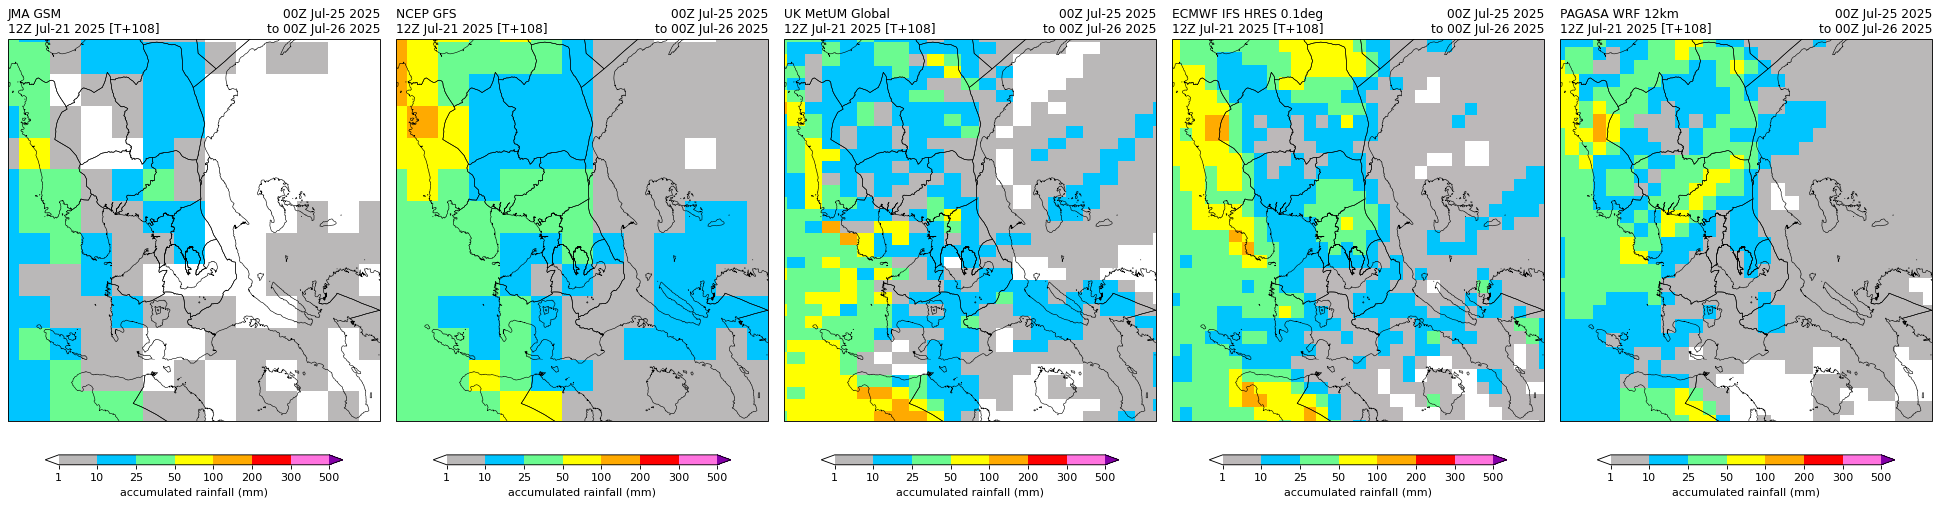 JMA GSM 00Z Jul-25 2025
12Z Jul-21 2025 [T+108] to 00Z Jul-26 2025
1 10 25 50 100 200 300 500
accumulated rainfall (mm)
NCEP GFS 00Z Jul-25 2025
12Z Jul-21 2025 [T+108] to 00Z Jul-26 2025
1 10 25 50 100 200 300 500
accumulated rainfall (mm)
UK MetUM Global 00Z Jul-25 2025
12Z Jul-21 2025 [T+108] to 00Z Jul-26 2025
1 10 25 50 100 200 300 500
accumulated rainfall (mm)
ECMWF IFS HRES 0.1deg 00Z Jul-25 2025
12Z Jul-21 2025 [T+108] to 00Z Jul-26 2025
1 10 25 50 100 200 300 500
accumulated rainfall (mm)
PAGASA WRF 12km 00Z Jul-25 2025
12Z Jul-21 2025 [T+108] to 00Z Jul-26 2025
1 10 25 50 100 200 300 500
accumulated rainfall (mm)